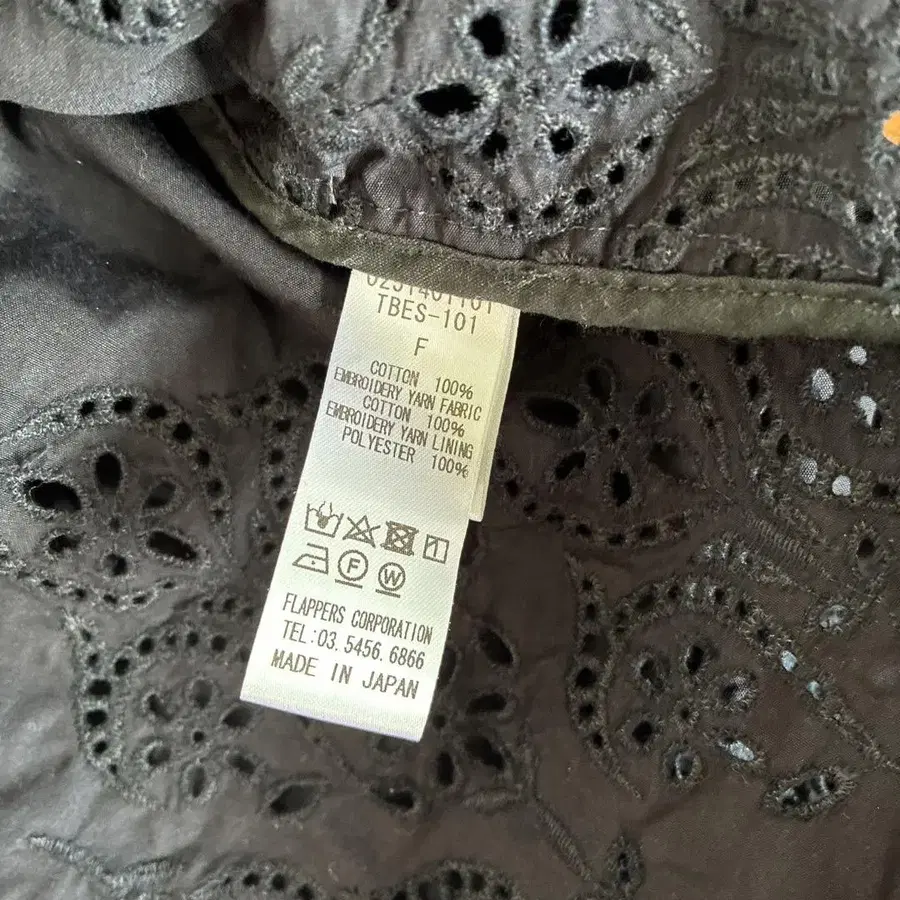 TBES-101
F
COTTON 100%
EMBROIDERY YARN FABRIC
COTTON 100%
EMBROIDERY YARN LINING
POLYESTER 100%
F W
FLAPPERS CORPORATION
TEL:03.5456.6866
MADE IN JAPAN